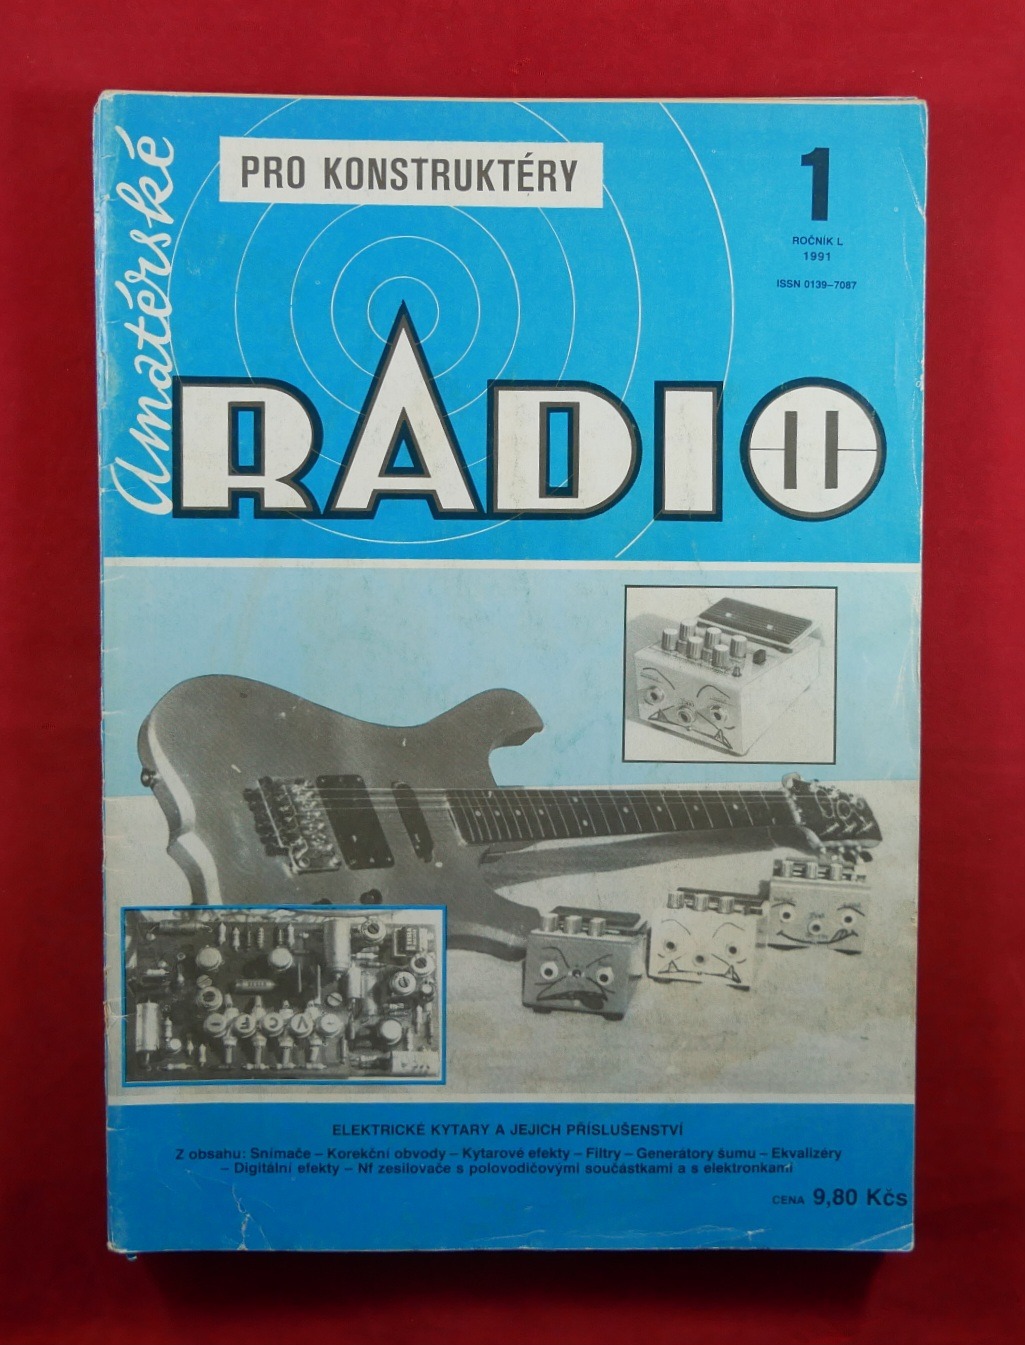 Amatérské
PRO KONSTRUKTÉRY
1
ROČNÍK L
1991
ISSN 0139–7087
RADIO
ELEKTRICKÉ KYTARY A JEJICH PŘÍSLUŠENSTVÍ
Z obsahu: Snímače – Korekční obvody – Kytarové efekty – Filtry – Generátory šumu – Ekvalizéry
– Digitální efekty – Nf zesilovače s polovodičovými součástkami a s elektronkami
CENA 9,80 Kčs